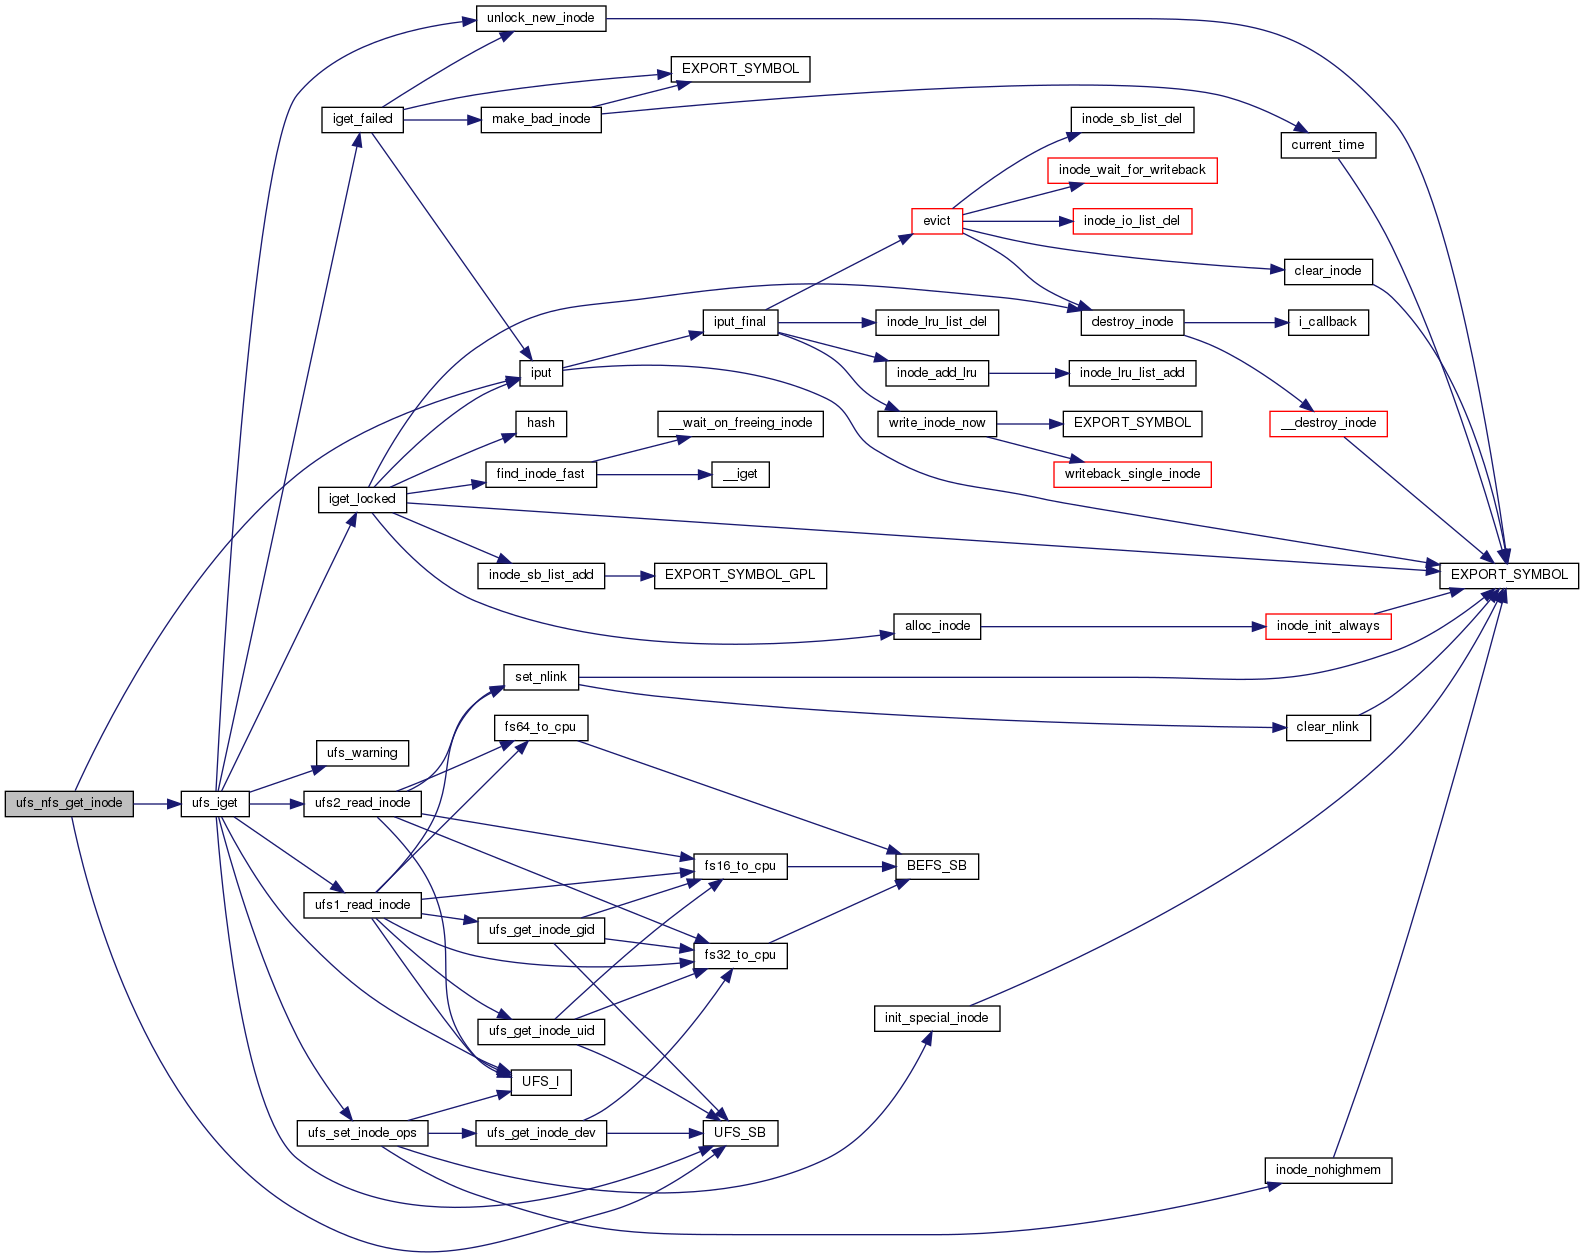 unlock_new_inode
EXPORT_SYMBOL
iget_failed
make_bad_inode
inode_sb_list_del
current_time
inode_wait_for_writeback
evict
inode_io_list_del
clear_inode
iput_final
inode_lru_list_del
destroy_inode
i_callback
iput
inode_add_lru
inode_lru_list_add
hash
__wait_on_freeing_inode
write_inode_now
EXPORT_SYMBOL
__destroy_inode
find_inode_fast
__iget
writeback_single_inode
iget_locked
inode_sb_list_add
EXPORT_SYMBOL_GPL
EXPORT_SYMBOL
alloc_inode
inode_init_always
set_nlink
fs64_to_cpu
clear_nlink
ufs_warning
ufs_nfs_get_inode
ufs_iget
ufs2_read_inode
fs16_to_cpu
BEFS_SB
ufs1_read_inode
ufs_get_inode_gid
fs32_to_cpu
init_special_inode
ufs_get_inode_uid
UFS_I
ufs_set_inode_ops
ufs_get_inode_dev
UFS_SB
inode_nohighmem